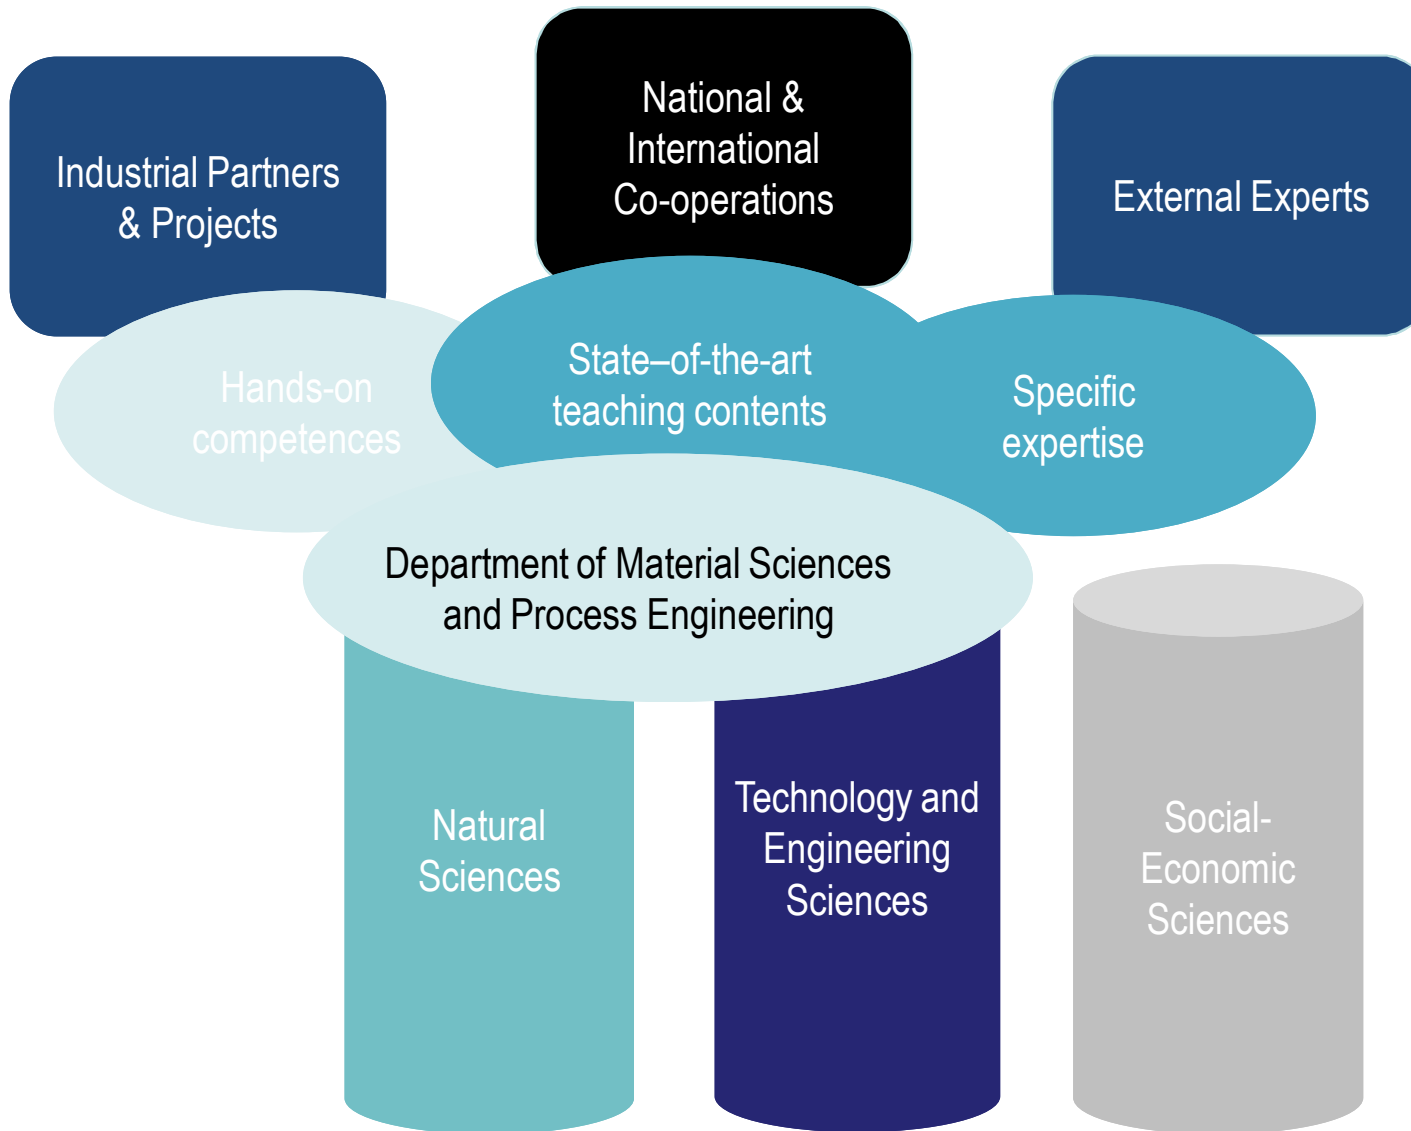 Industrial Partners
& Projects
National &
International
Co-operations
External Experts
Hands-on
competences
State–of-the-art
teaching contents
Specific
expertise
Department of Material Sciences
and Process Engineering
Natural
Sciences
Technology and
Engineering
Sciences
Social-
Economic
Sciences